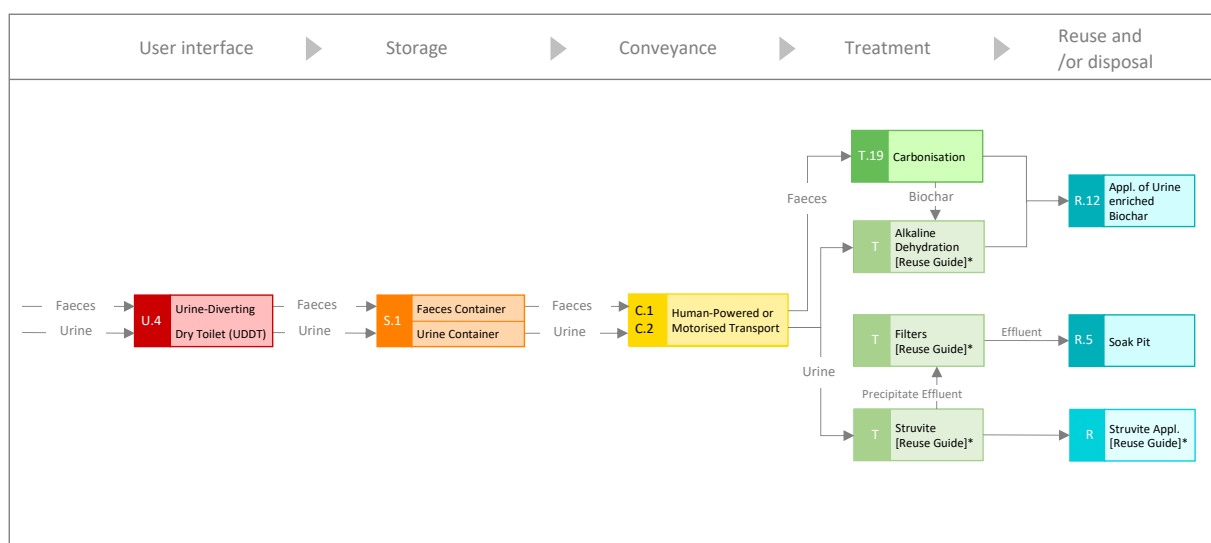 User interface
Storage
Conveyance
Treatment
Reuse and
/or disposal
Faeces
Urine
U.4
Urine-Diverting
Dry Toilet (UDDT)
Faeces
Urine
S.1
Faeces Container
Urine Container
Faeces
Urine
C.1
C.2
Human-Powered or
Motorised Transport
Faeces
Urine
T.19
Carbonisation
Biochar
T
Alkaline
Dehydration
[Reuse Guide]*
R.12
Appl. of Urine
enriched
Biochar
T
Filters
[Reuse Guide]*
Effluent
R.5
Soak Pit
Precipitate Effluent
T
Struvite
[Reuse Guide]*
R
Struvite Appl.
[Reuse Guide]*